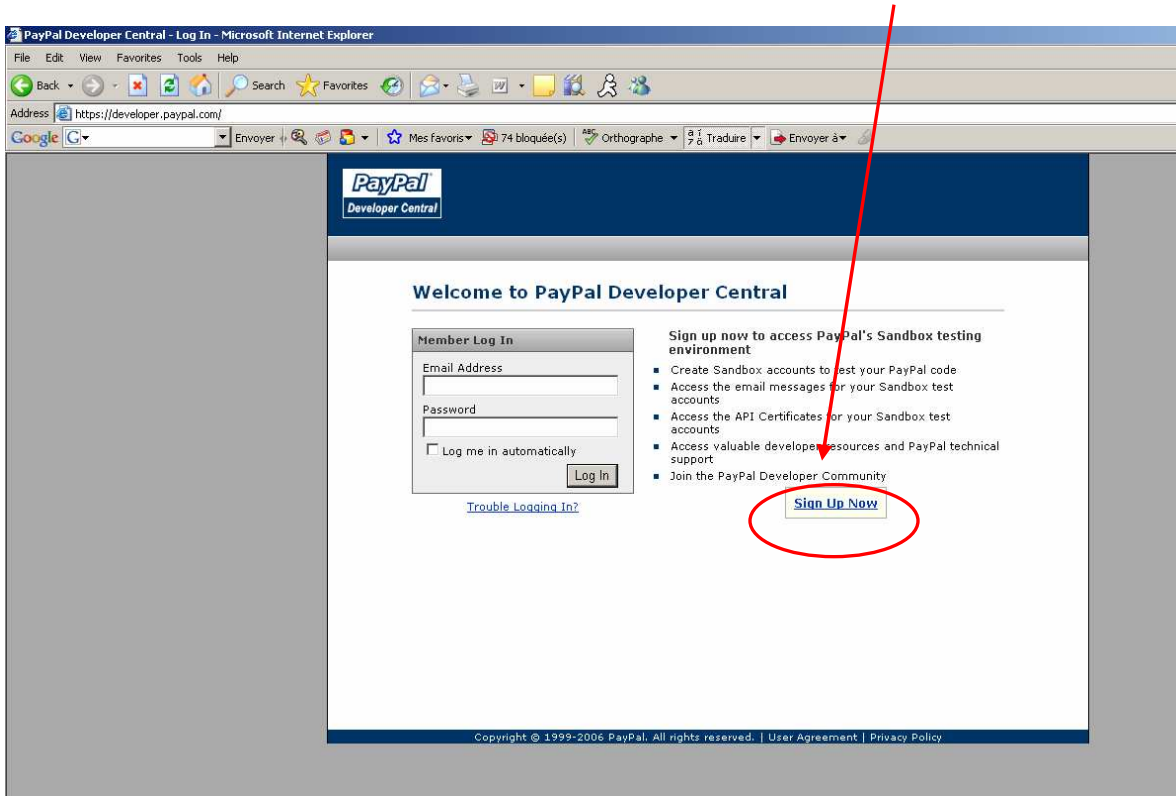 PayPal Developer Central - Log In - Microsoft Internet Explorer
File Edit View Favorites Tools Help
Back Search Favorites
Address https://developer.paypal.com/
Google G Envoyer Mes favoris 74 bloquée(s) ABC Orthographe Traduire Envoyer à
PayPal
Developer Central
Welcome to PayPal Developer Central
Member Log In
Email Address
Password
Log me in automatically
Log In
Trouble Logging In?
Sign up now to access PayPal's Sandbox testing
environment
Create Sandbox accounts to test your PayPal code
Access the email messages for your Sandbox test
accounts
Access the API Certificates for your Sandbox test
accounts
Access valuable developer resources and PayPal technical
support
Join the PayPal Developer Community
Sign Up Now
Copyright © 1999-2006 PayPal. All rights reserved. | User Agreement | Privacy Policy